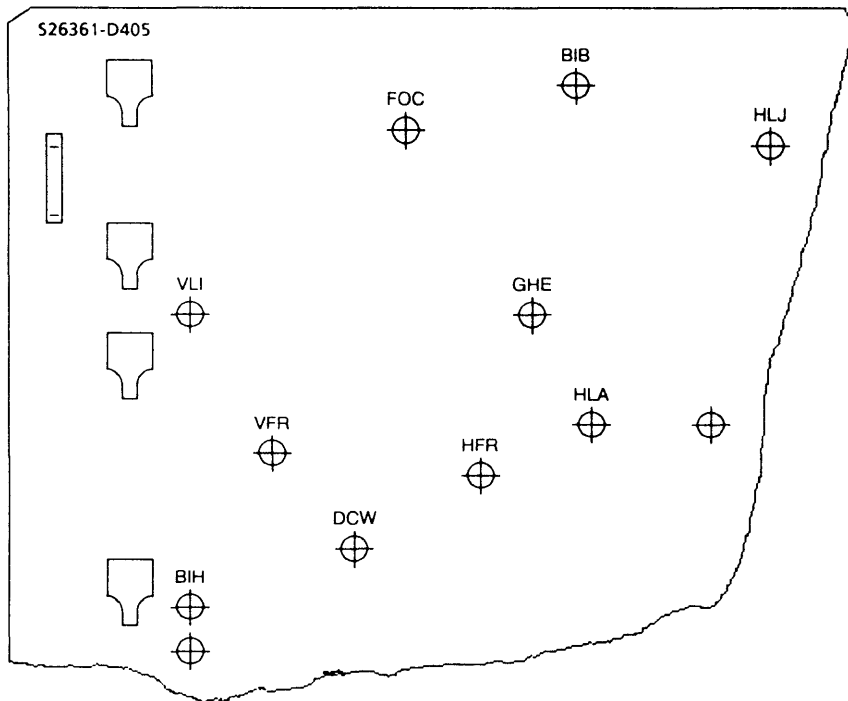 S26361-D405
BIB
FOC
HLJ
VLI
GHE
HLA
VFR
HFR
DCW
BIH